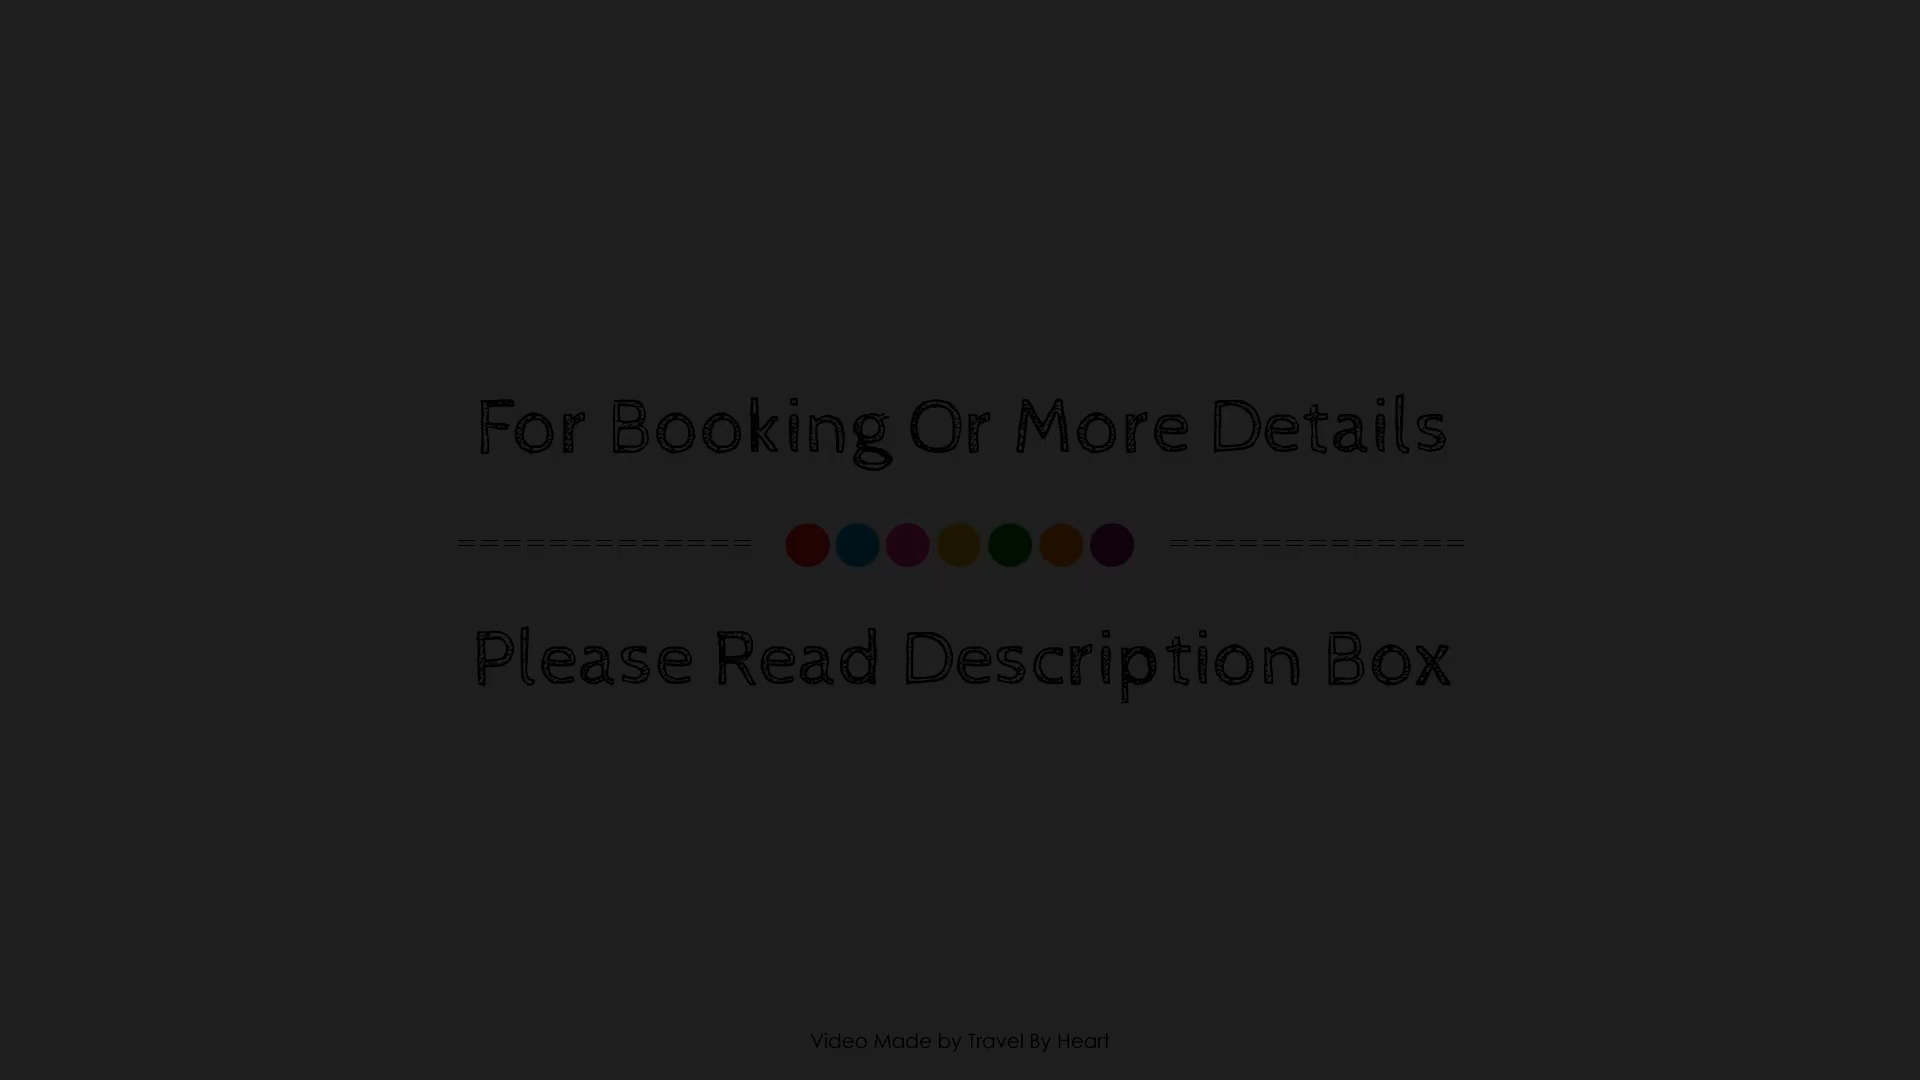 For Booking Or More Details
============= =============
Please Read Description Box
Video Made by Travel By Heart